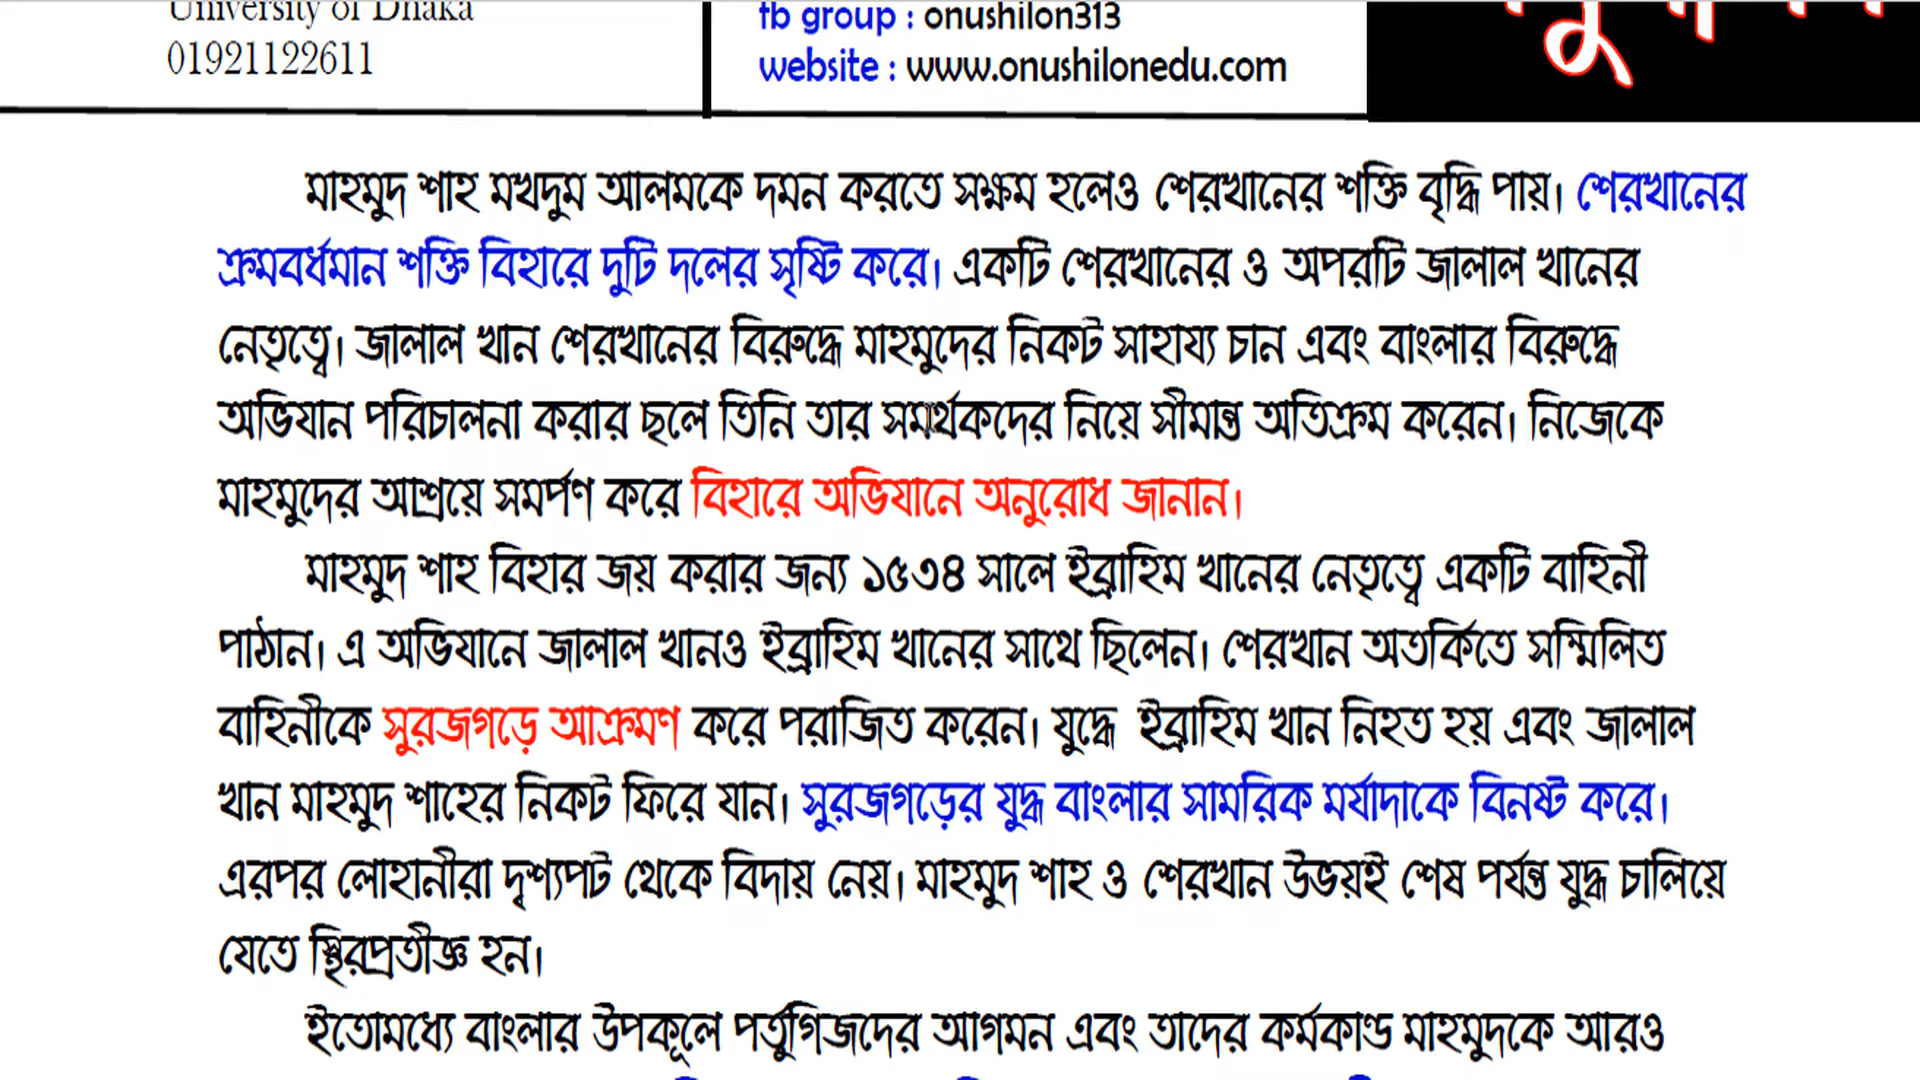 University of Dhaka
01921122611
fb group : onushilon313
website : www.onushilonedu.com
মাহমুদ শাহ মখদুম আলমকে দমন করতে সক্ষম হলেও শেরখানের শক্তি বৃদ্ধি পায়। শেরখানের
ক্রমবর্ধমান শক্তি বিহারে দুটি দলের সৃষ্টি করে। একটি শেরখানের ও অপরটি জালাল খানের
নেতৃত্বে। জালাল খান শেরখানের বিরুদ্ধে মাহমুদের নিকট সাহায্য চান এবং বাংলার বিরুদ্ধে
অভিযান পরিচালনা করার ছলে তিনি তার সমর্থকদের নিয়ে সীমান্ত অতিক্রম করেন। নিজেকে
মাহমুদের আশ্রয়ে সমর্পণ করে বিহারে অভিযানে অনুরোধ জানান।
মাহমুদ শাহ বিহার জয় করার জন্য ১৫৩৪ সালে ইব্রাহিম খানের নেতৃত্বে একটি বাহিনী
পাঠান। এ অভিযানে জালাল খানও ইব্রাহিম খানের সাথে ছিলেন। শেরখান অতর্কিতে সম্মিলিত
বাহিনীকে সুরজগড়ে আক্রমণ করে পরাজিত করেন। যুদ্ধে ইব্রাহিম খান নিহত হয় এবং জালাল
খান মাহমুদ শাহের নিকট ফিরে যান। সুরজগড়ের যুদ্ধ বাংলার সামরিক মর্যাদাকে বিনষ্ট করে।
এরপর লোহানীরা দৃশ্যপট থেকে বিদায় নেয়। মাহমুদ শাহ ও শেরখান উভয়ই শেষ পর্যন্ত যুদ্ধ চালিয়ে
যেতে স্থিরপ্রতীজ্ঞ হন।
ইতোমধ্যে বাংলার উপকূলে পর্তুগিজদের আগমন এবং তাদের কর্মকাণ্ড মাহমুদকে আরও